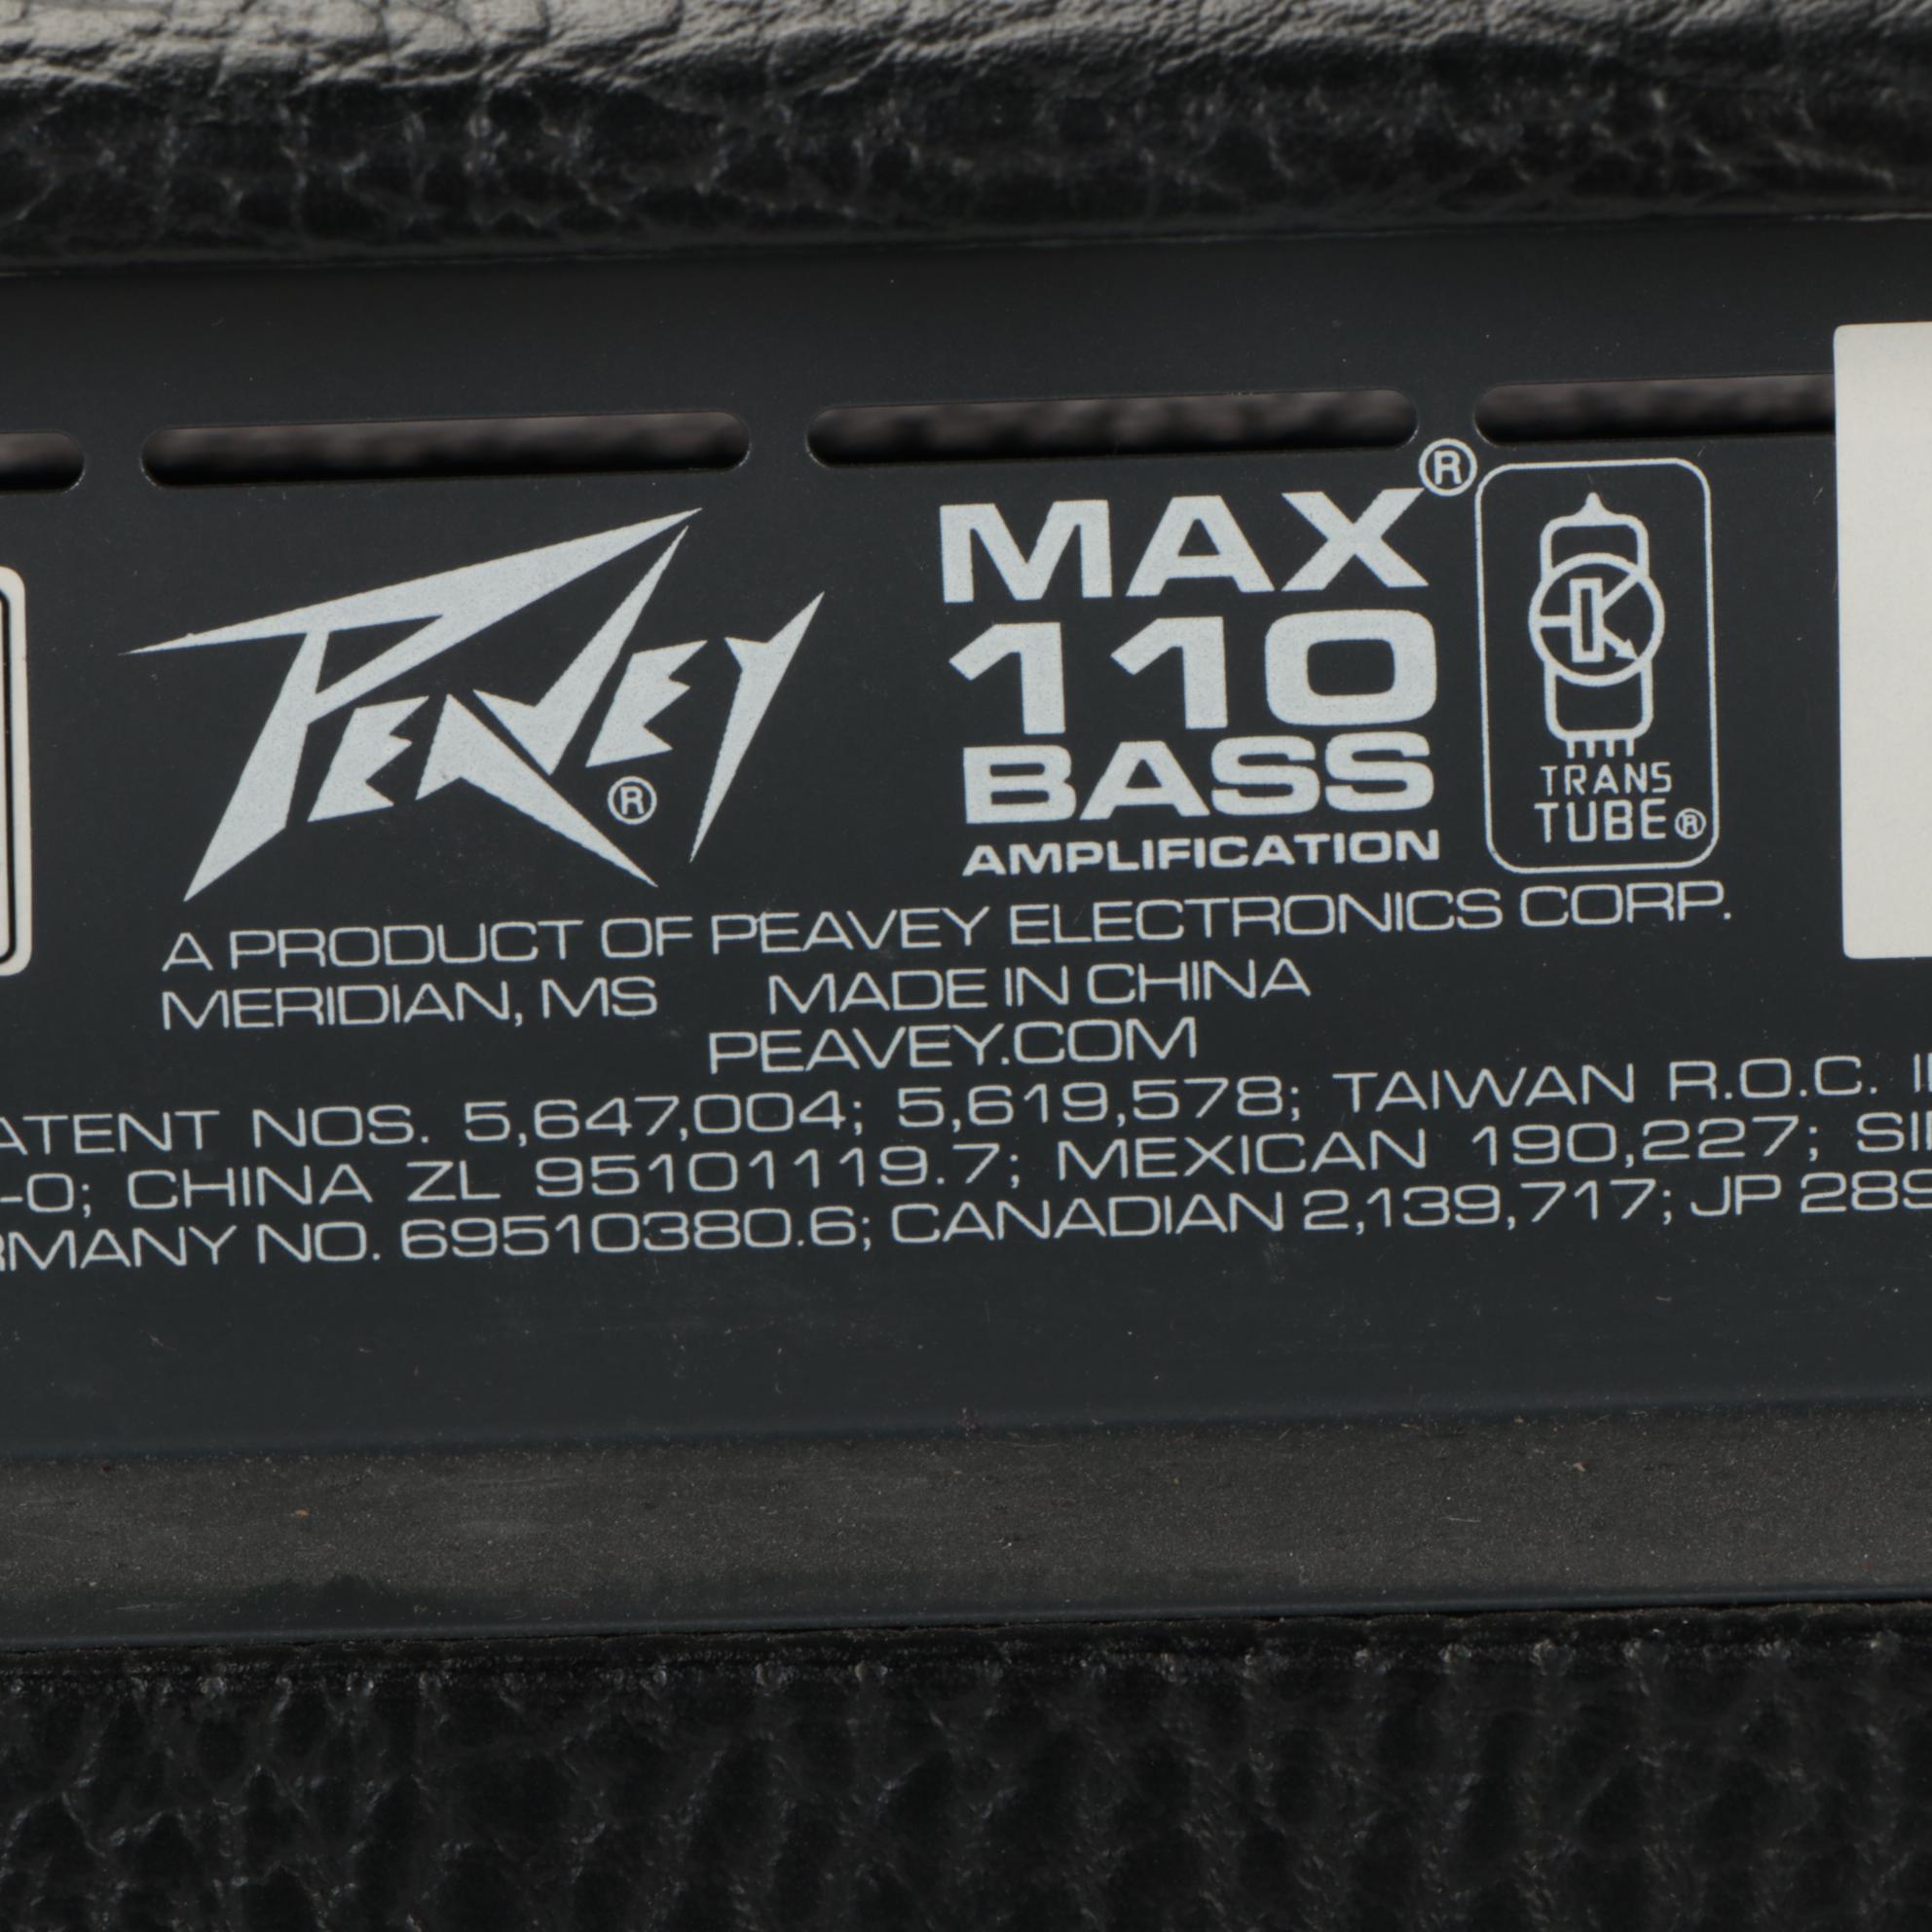 PEAVEY®
MAX®
110
BASS
AMPLIFICATION
TRANS
TUBE®
A PRODUCT OF PEAVEY ELECTRONICS CORP.
MERIDIAN, MS MADE IN CHINA
PEAVEY.COM
NOS. 5,647,004; 5,619,578; TAIWAN R.O.C.
-0; CHINA ZL 95101119.7; MEXICAN 190,227;
NO. 69510380.6; CANADIAN 2,139,717; JP